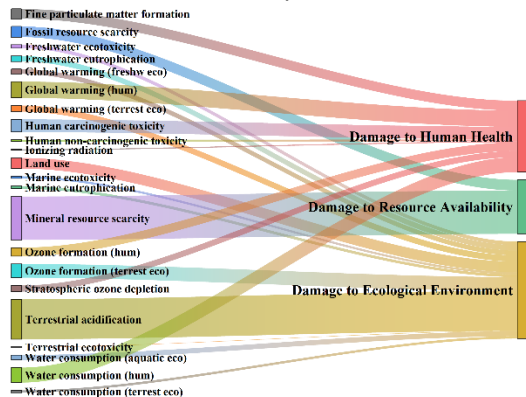 Fine particulate matter formation
Fossil resource scarcity
Freshwater ecotoxicity
Freshwater eutrophication
Global warming (freshw eco)
Global warming (hum)
Global warming (terrest eco)
Human carcinogenic toxicity
Human non-carcinogenic toxicity
Ionizing radiation
Land use
Marine ecotoxicity
Marine eutrophication
Mineral resource scarcity
Ozone formation (hum)
Ozone formation (terrest eco)
Stratospheric ozone depletion
Terrestrial acidification
Terrestrial ecotoxicity
Water consumption (aquatic eco)
Water consumption (hum)
Water consumption (terrest eco)
Damage to Human Health
Damage to Resource Availability
Damage to Ecological Environment